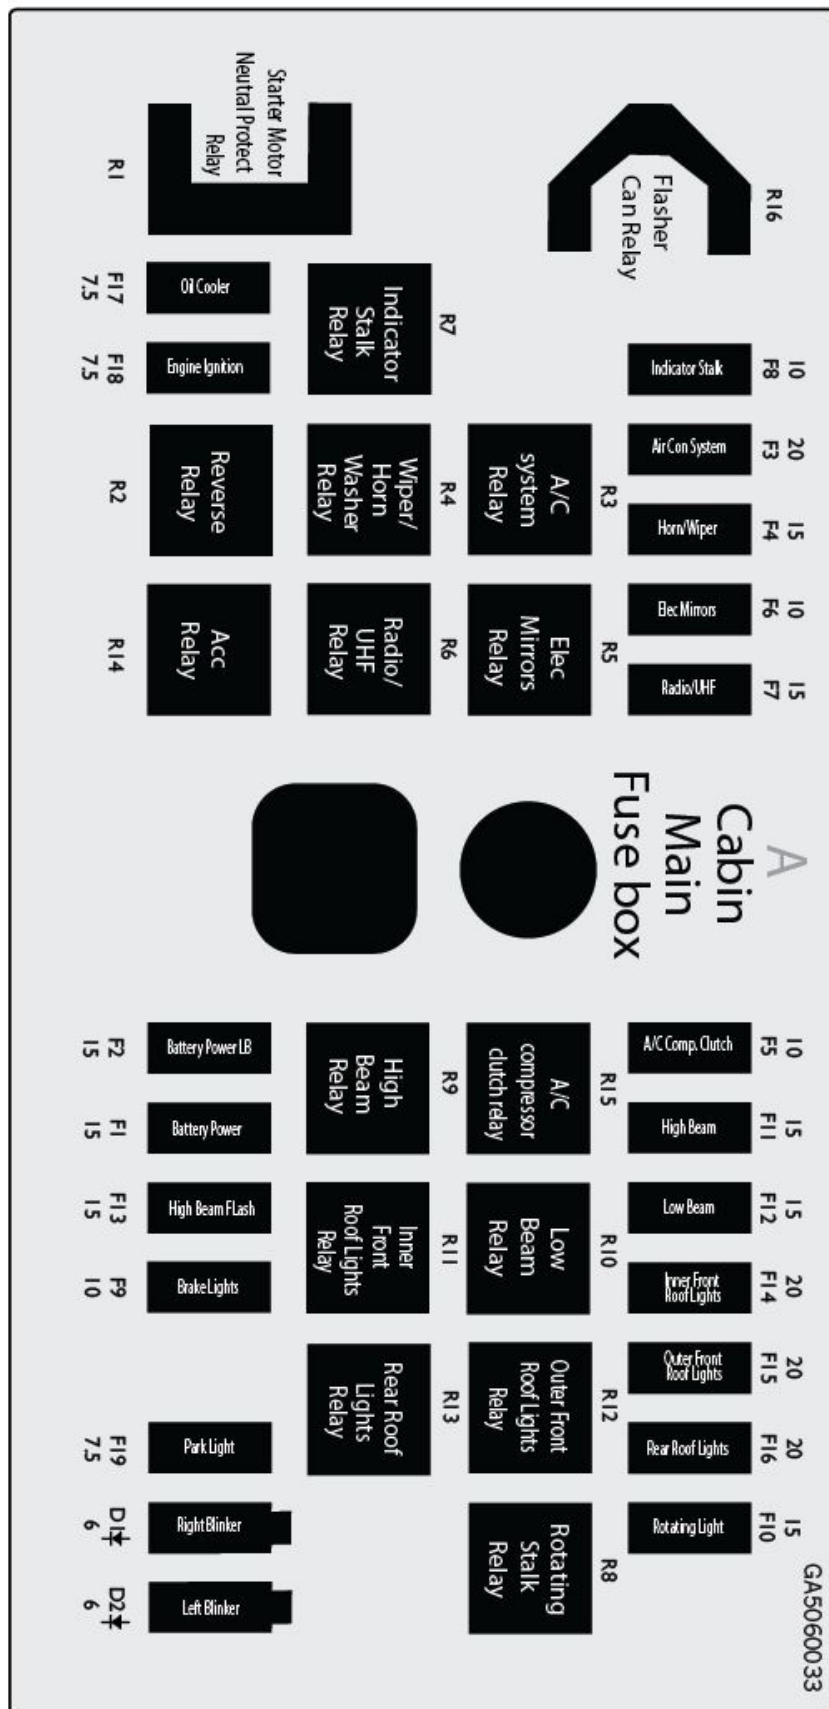 Starter Motor
Neutral Protect
Relay
R1
Flasher
Can Relay
R16
Oil Cooler
F17
7.5
Engine Ignition
F18
7.5
Indicator
Stalk
Relay
R7
Indicator Stalk
10
F8
Air Con System
20
F3
Horn/Wiper
15
F4
Elec Mirrors
10
F6
Radio/UHF
15
F7
Reverse
Relay
R2
Wiper/
Horn
Washer
Relay
R4
A/C
system
Relay
R3
Acc
Relay
R14
Radio/
UHF
Relay
R6
Elec
Mirrors
Relay
R5
A
Cabin
Main
Fuse box
Battery Power LB
F2
15
Battery Power
F1
15
High Beam FLash
F13
15
Brake Lights
F9
10
High
Beam
Relay
R9
A/C
compressor
clutch relay
R15
A/C Comp. Clutch
10
F5
High Beam
15
F11
Low Beam
15
F12
Inner Front
Roof Lights
20
F14
Outer Front
Roof Lights
20
F15
Rear Roof Lights
20
F16
Rotating Light
15
F10
Inner
Front
Roof Lights
Relay
R11
Low
Beam
Relay
R10
Rear Roof
Lights
Relay
R13
Outer Front
Roof Lights
Relay
R12
Park Light
F19
7.5
Right Blinker
D1
6
Left Blinker
D2
6
Rotating
Stalk
Relay
R8
GA5060033